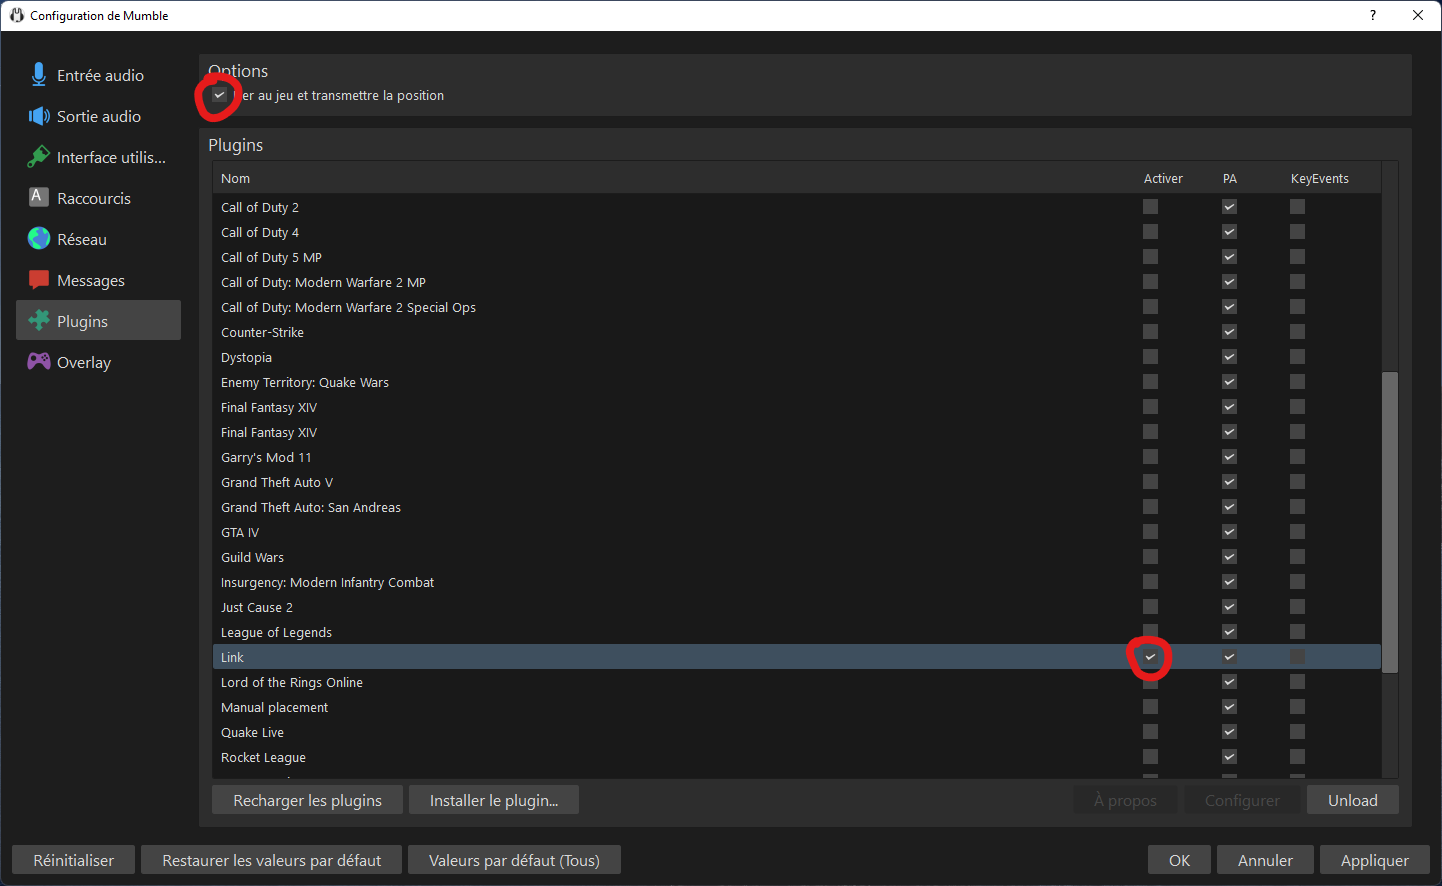 Configuration de Mumble
?
Entrée audio
Sortie audio
Interface utilis...
A Raccourcis
Réseau
Messages
Plugins
Overlay
Options
er au jeu et transmettre la position
Plugins
Nom Activer PA KeyEvents
Call of Duty 2
Call of Duty 4
Call of Duty 5 MP
Call of Duty: Modern Warfare 2 MP
Call of Duty: Modern Warfare 2 Special Ops
Counter-Strike
Dystopia
Enemy Territory: Quake Wars
Final Fantasy XIV
Final Fantasy XIV
Garry's Mod 11
Grand Theft Auto V
Grand Theft Auto: San Andreas
GTA IV
Guild Wars
Insurgency: Modern Infantry Combat
Just Cause 2
League of Legends
Link
Lord of the Rings Online
Manual placement
Quake Live
Rocket League
Recharger les plugins Installer le plugin... À propos Configurer Unload
Réinitialiser Restaurer les valeurs par défaut Valeurs par défaut (Tous) OK Annuler Appliquer